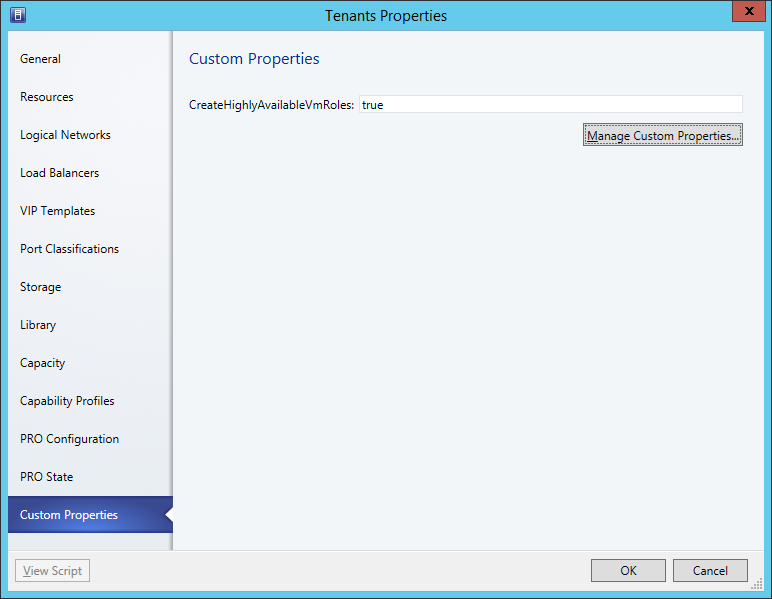 Tenants Properties
x
General
Resources
Logical Networks
Load Balancers
VIP Templates
Port Classifications
Storage
Library
Capacity
Capability Profiles
PRO Configuration
PRO State
Custom Properties
Custom Properties
CreateHighlyAvailableVmRoles: true
Manage Custom Properties...
View Script
OK
Cancel